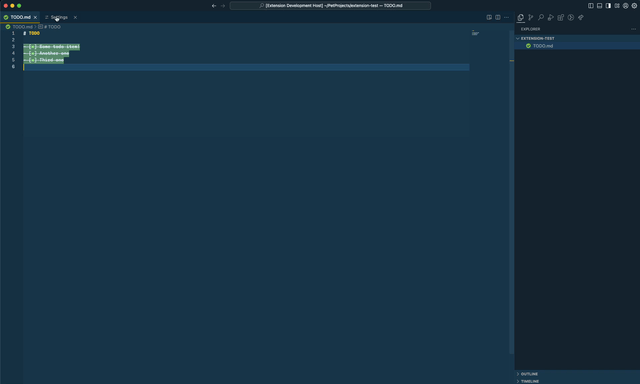 [Extension Development Host] ~/PetProjects/extension-test — TODO.md
TODO.md
Settings
TODO.md > # TODO
1 # TODO
2
3 - [x] Some todo item
4 - [x] Another one
5 - [x] Third one
6
EXPLORER
EXTENSION-TEST
TODO.md
OUTLINE
TIMELINE